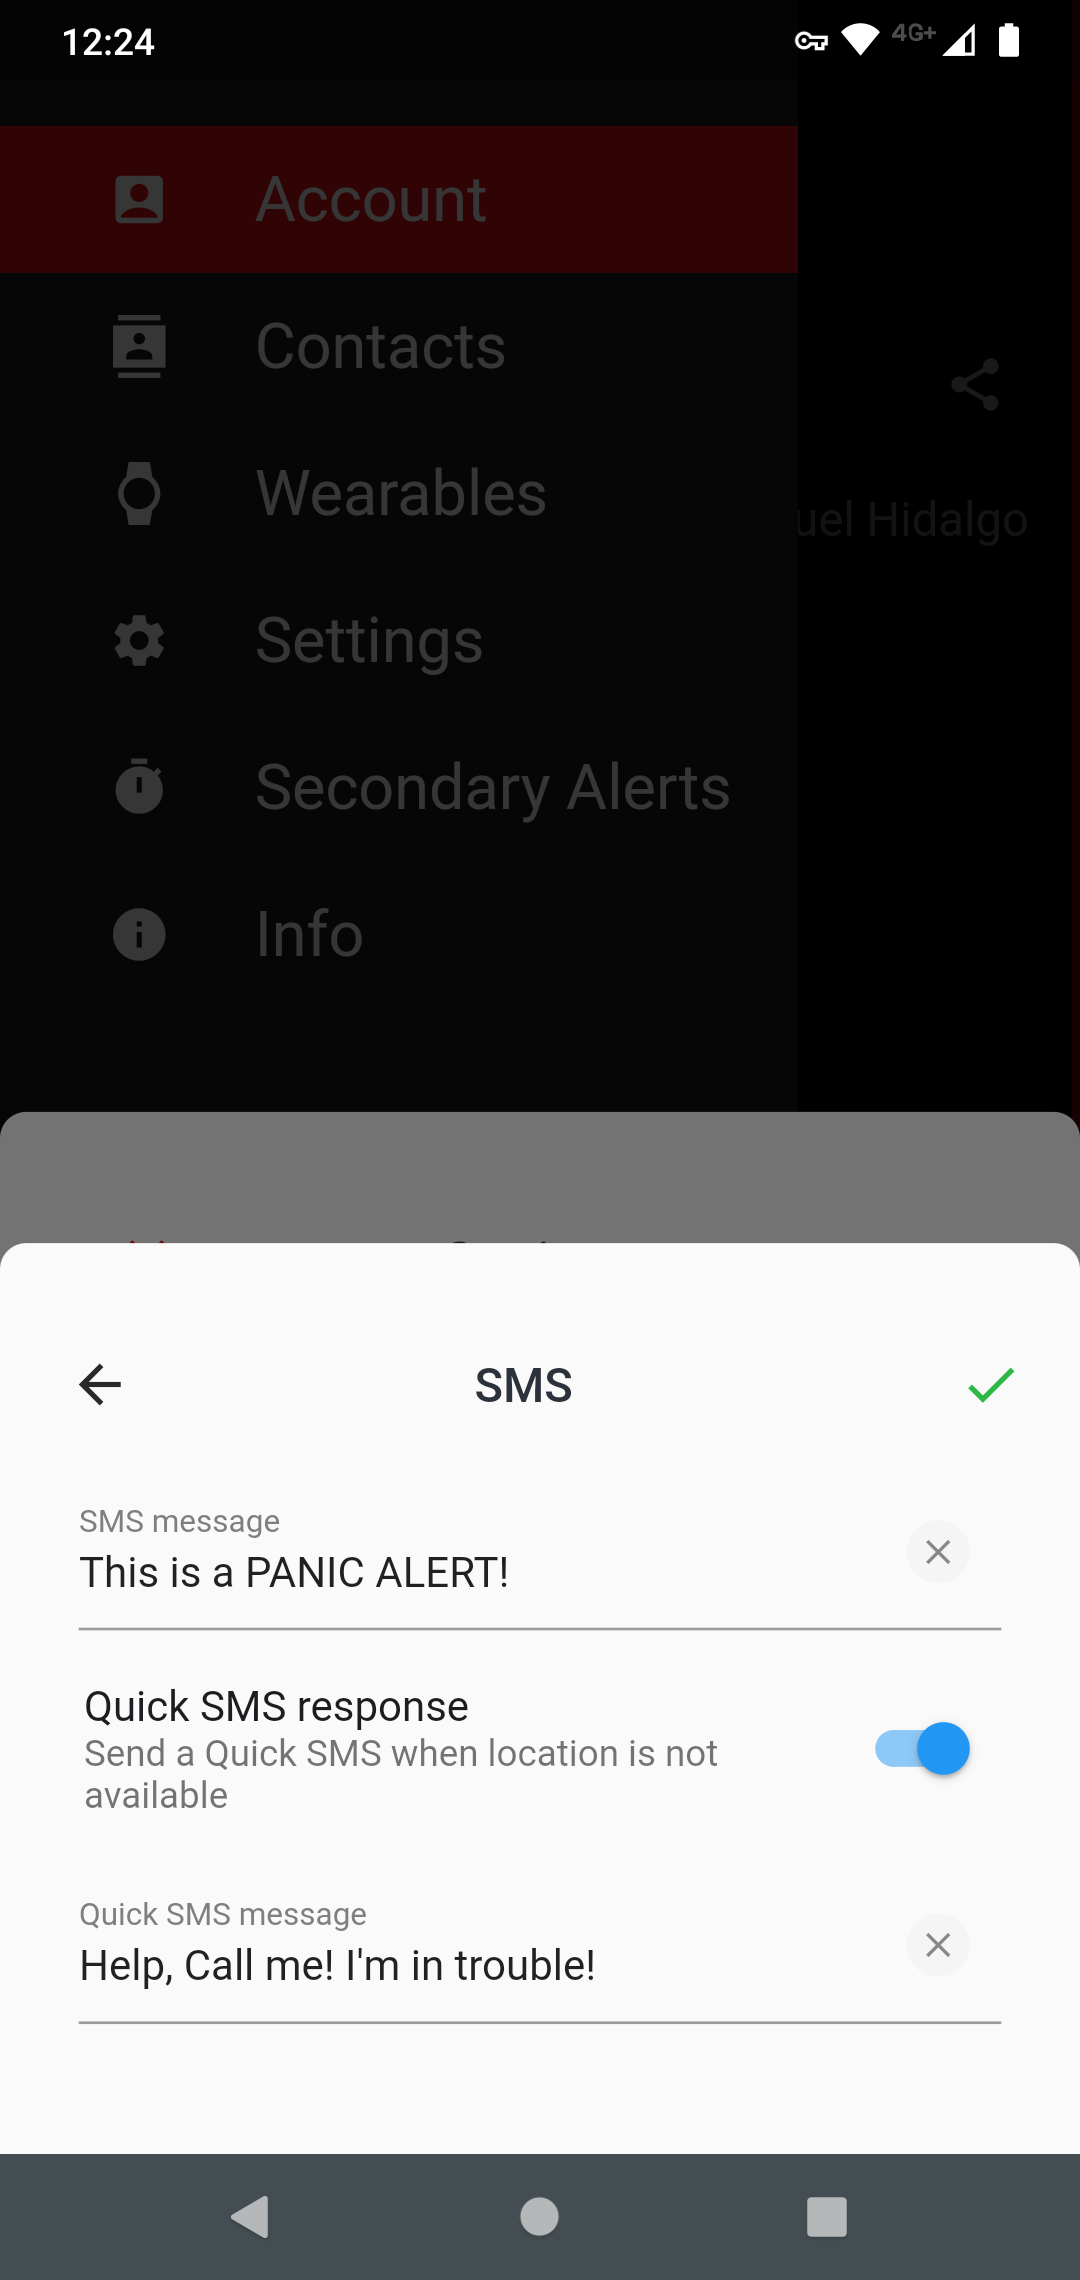 12:24
4G+
Account
Contacts
Wearables
uel Hidalgo
Settings
Secondary Alerts
Info
SMS
SMS message
This is a PANIC ALERT!
Quick SMS response
Send a Quick SMS when location is not
available
Quick SMS message
Help, Call me! I'm in trouble!